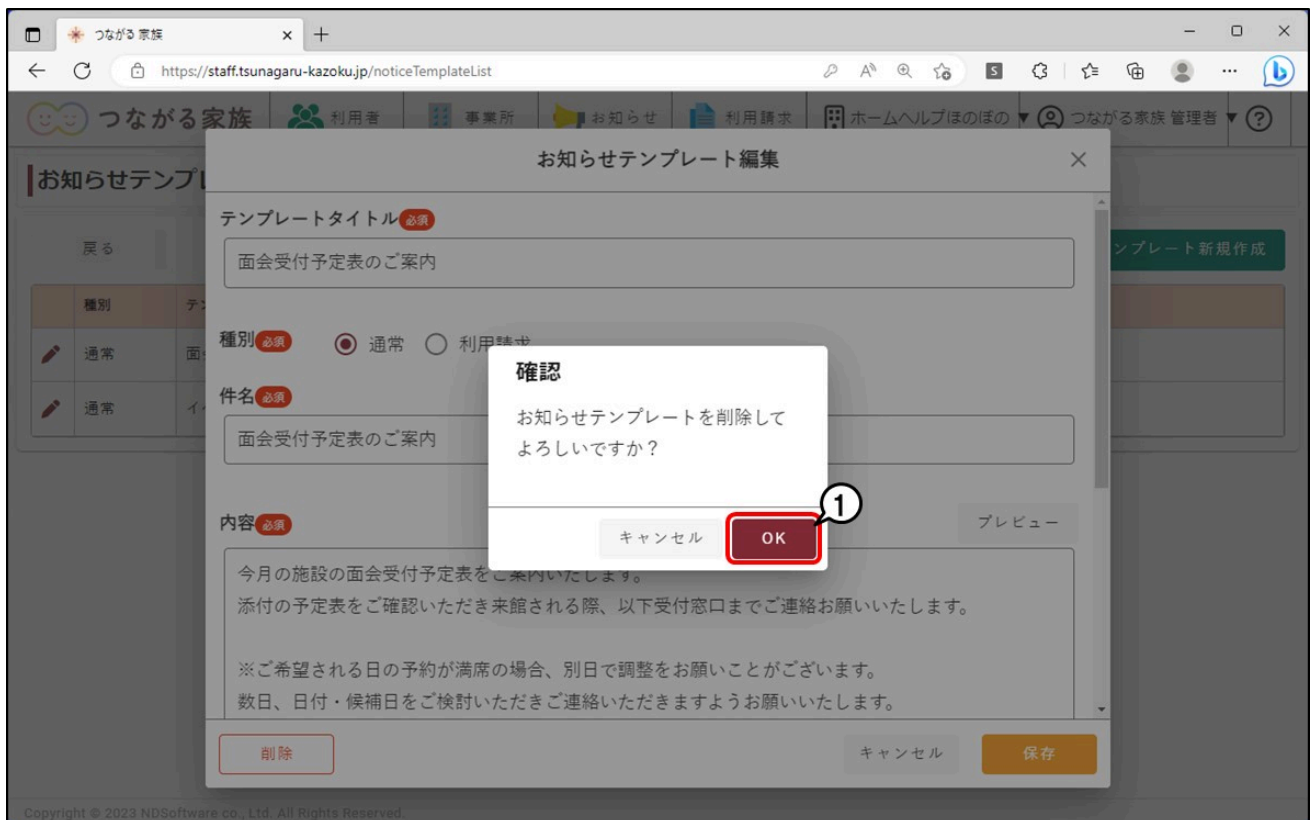 つながる 家族
https://staff.tsunagaru-kazoku.jp/noticeTemplateList
つながる家族 利用者 事業所 お知らせ 利用請求 ホームヘルプほのぼの ▼ つながる家族 管理者 ▼ ?
お知らせテンプレ
お知らせテンプレート編集
戻る
ンプレート新規作成
種別 テン
通常 面会
通常 イベ
テンプレートタイトル 必須
面会受付予定表のご案内
種別 必須 通常 利用請求
件名 必須
面会受付予定表のご案内
内容 必須
プレビュー
今月の施設の面会受付予定表をご案内いたします。
添付の予定表をご確認いただき来館される際、以下受付窓口までご連絡お願いいたします。
※ご希望される日の予約が満席の場合、別日で調整をお願いことがございます。
数日、日付・候補日をご検討いただきご連絡いただきますようお願いいたします。
削除 キャンセル 保存
確認
お知らせテンプレートを削除して
よろしいですか？
キャンセル OK
1
Copyright © 2023 NDSoftware co., Ltd. All Rights Reserved.